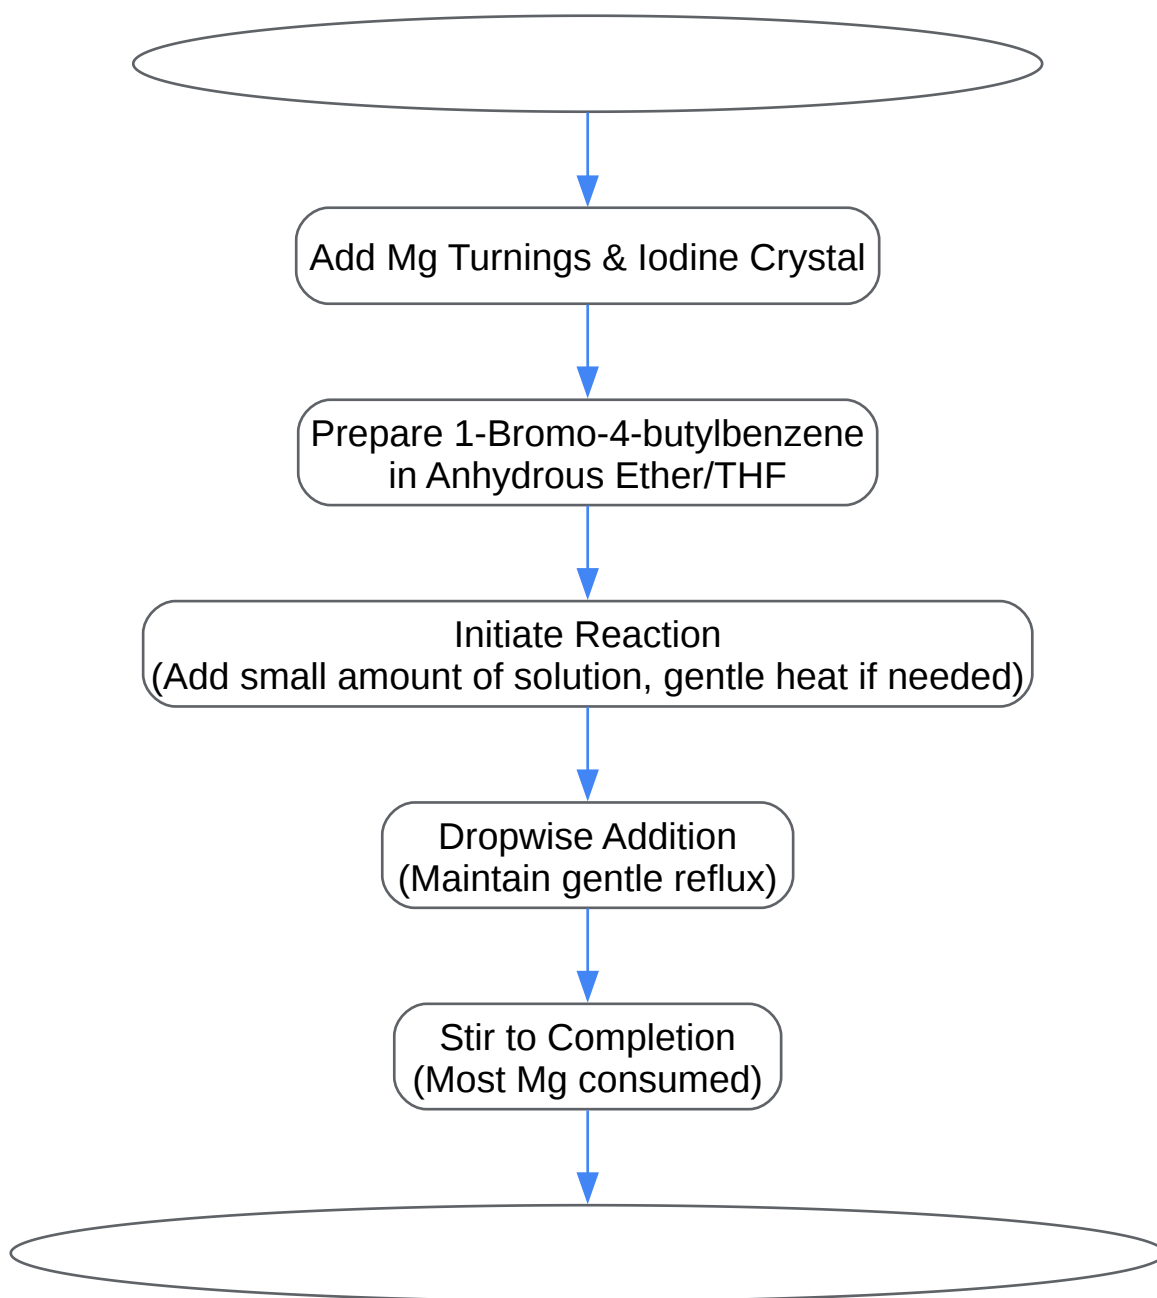 Add Mg Turnings & Iodine Crystal
Prepare 1-Bromo-4-butylbenzene
in Anhydrous Ether/THF
Initiate Reaction
(Add small amount of solution, gentle heat if needed)
Dropwise Addition
(Maintain gentle reflux)
Stir to Completion
(Most Mg consumed)